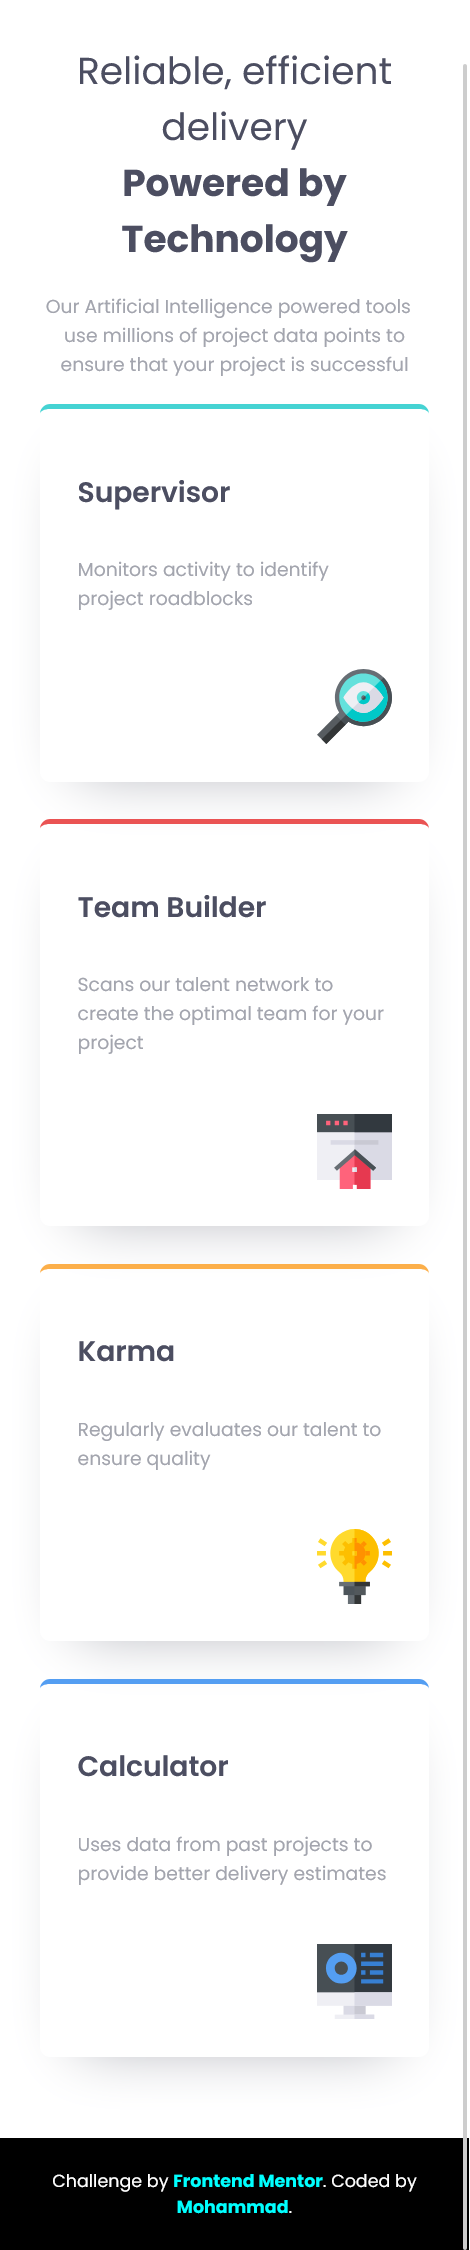 Reliable, efficient
delivery
Powered by
Technology
Our Artificial Intelligence powered tools
use millions of project data points to
ensure that your project is successful
Supervisor
Monitors activity to identify
project roadblocks
Team Builder
Scans our talent network to
create the optimal team for your
project
Karma
Regularly evaluates our talent to
ensure quality
Calculator
Uses data from past projects to
provide better delivery estimates
Challenge by Frontend Mentor. Coded by
Mohammad.